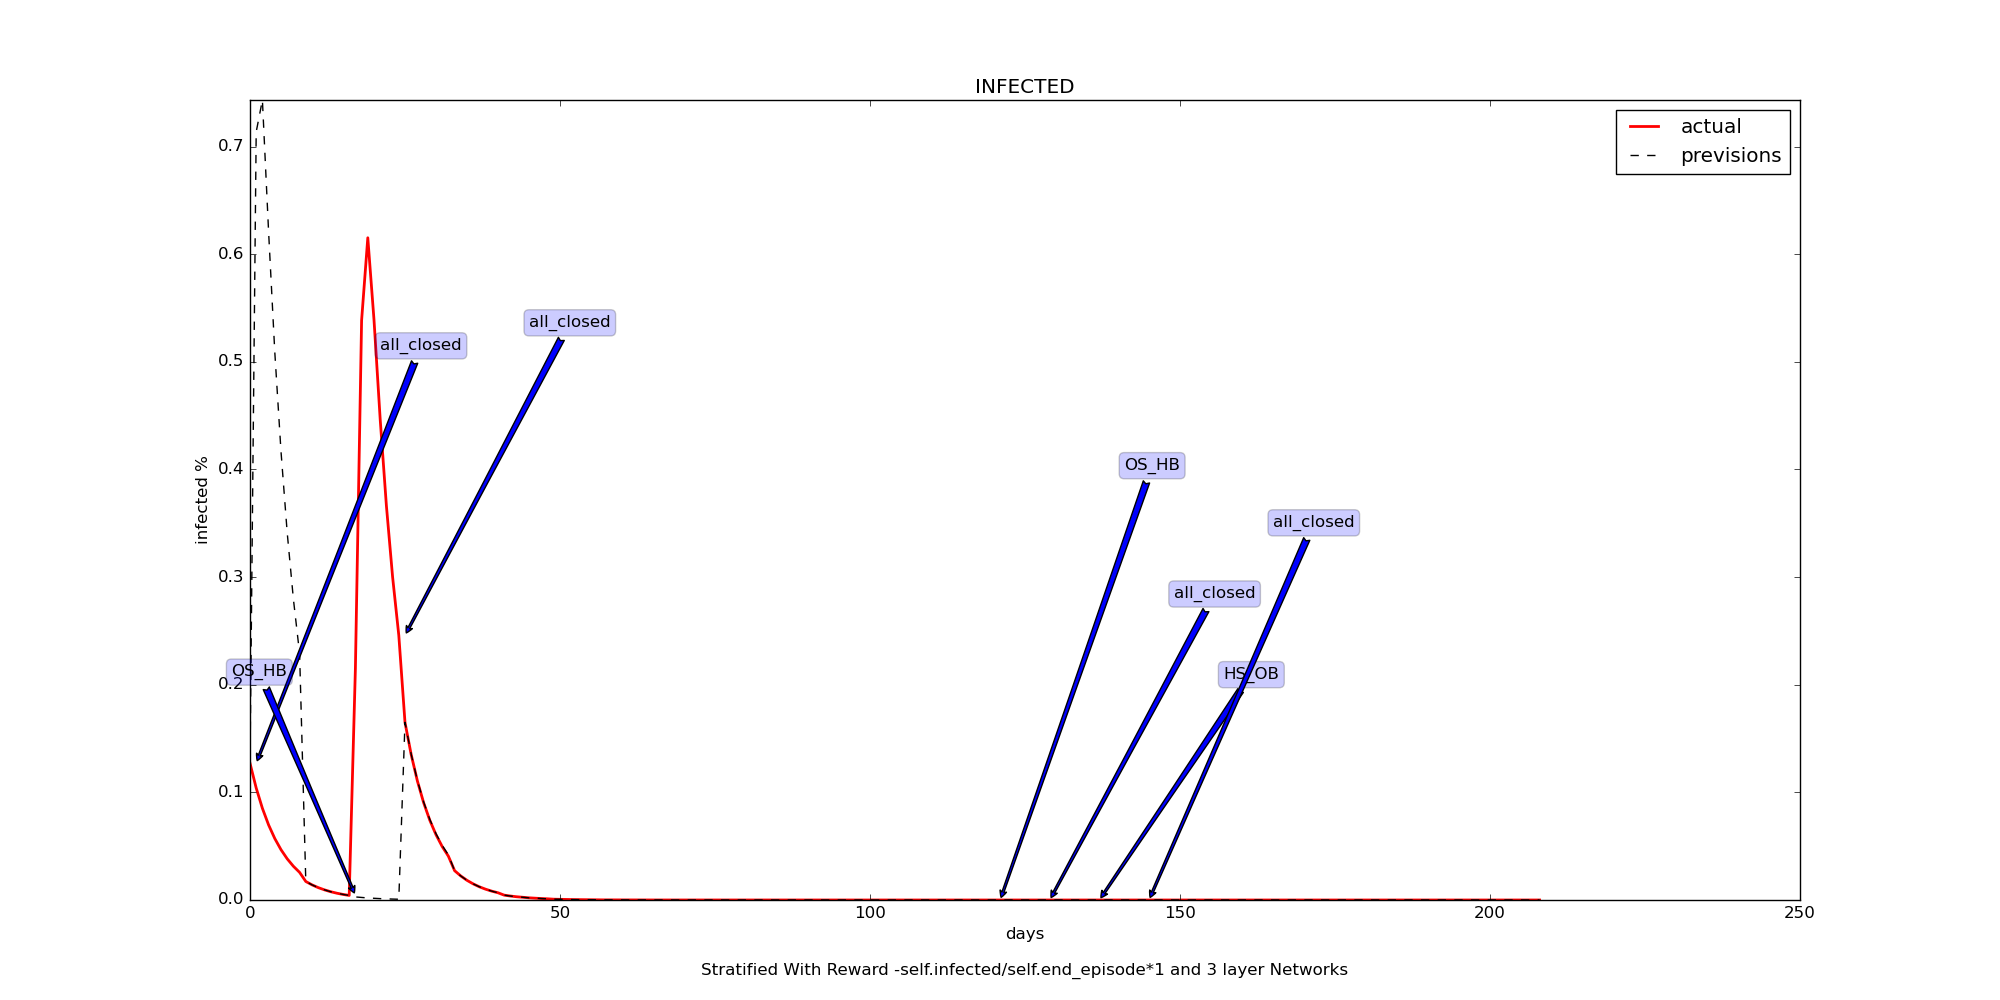 INFECTED
actual
previsions
0.7
0.6
0.5
0.4
0.3
0.2
0.1
0.0
infected %
all_closed
all_closed
OS_HB
OS_HB
all_closed
all_closed
HS_OB
0
50
100
150
200
250
days
Stratified With Reward -self.infected/self.end_episode*1 and 3 layer Networks